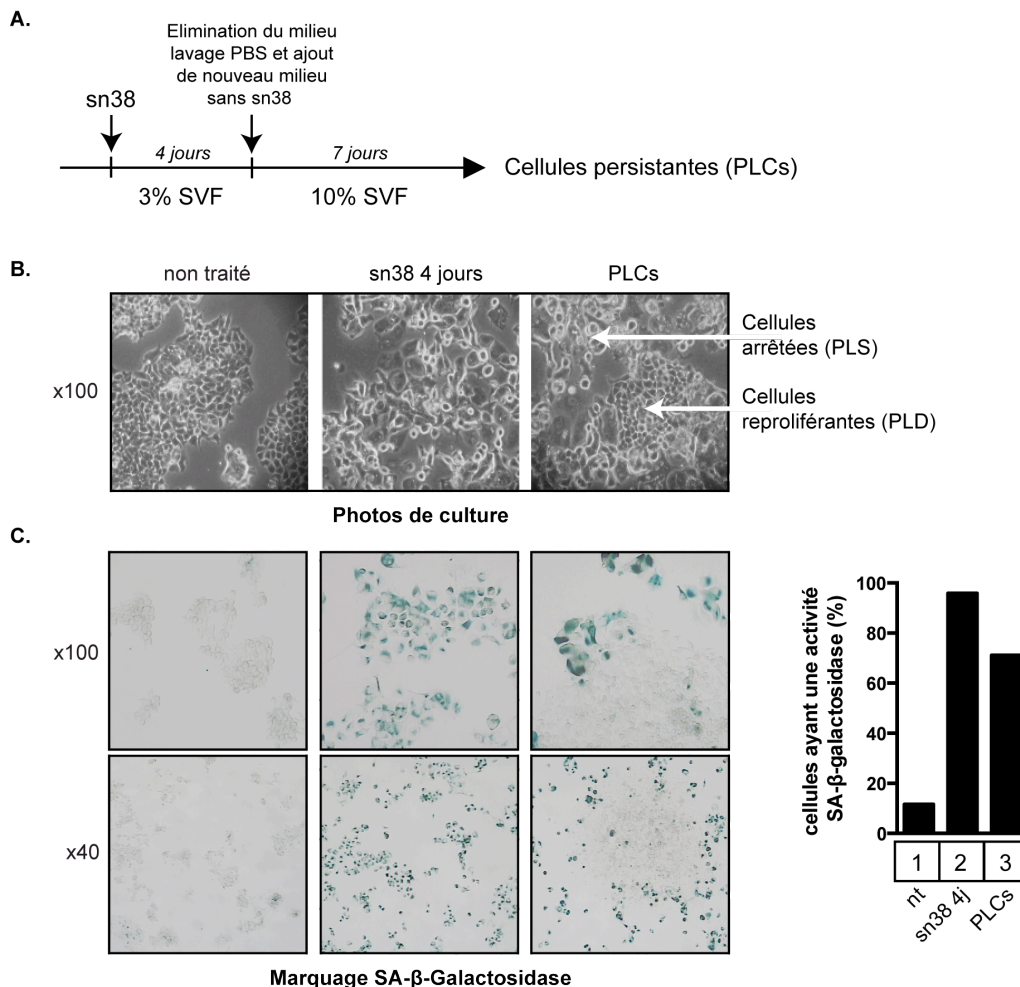 A.
Elimination du milieu
lavage PBS et ajout
de nouveau milieu
sans sn38
sn38
4 jours
7 jours
3% SVF
10% SVF
Cellules persistantes (PLCs)
B.
non traité
sn38 4 jours
PLCs
x100
Cellules
arrêtées (PLS)
Cellules
reproliférantes (PLD)
Photos de culture
C.
x100
x40
Marquage SA-β-Galactosidase
cellules ayant une activité
SA-β-galactosidase (%)
100
80
60
40
20
0
1 2 3
nt
sn38 4j
PLCs